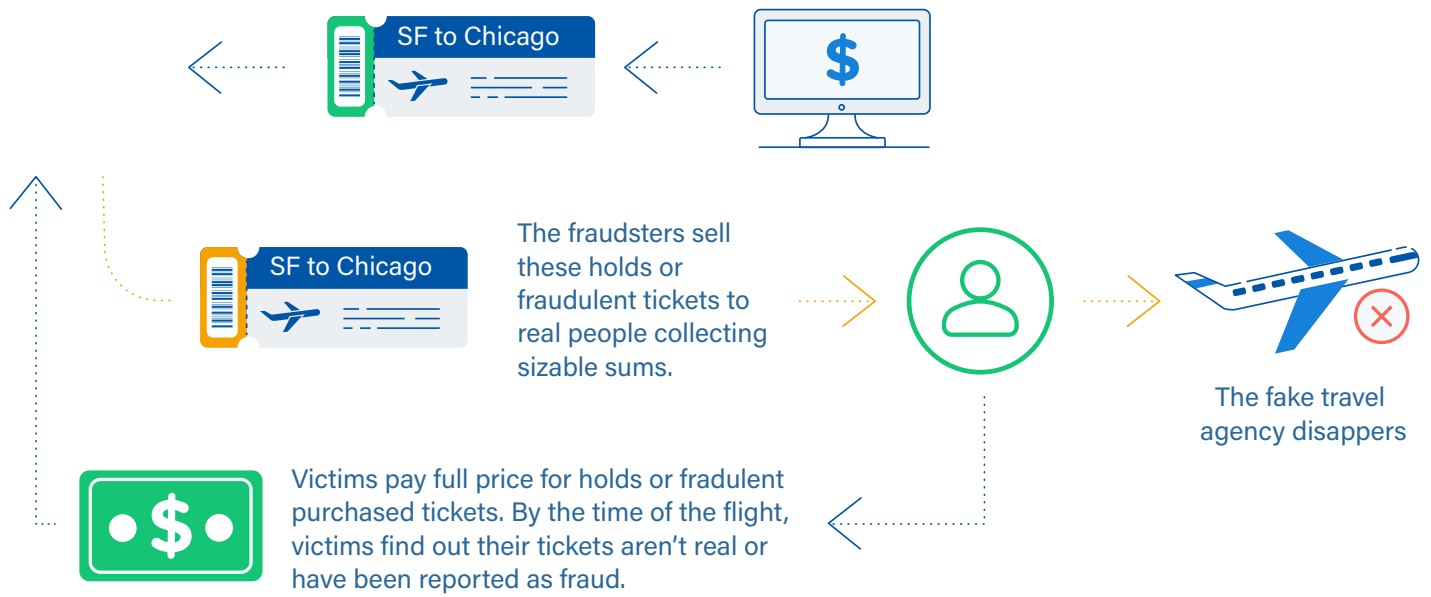 SF to Chicago
$
SF to Chicago
The fraudsters sell
these holds or
fraudulent tickets to
real people collecting
sizable sums.
The fake travel
agency disappers
$
Victims pay full price for holds or fradulent
purchased tickets. By the time of the flight,
victims find out their tickets aren’t real or
have been reported as fraud.